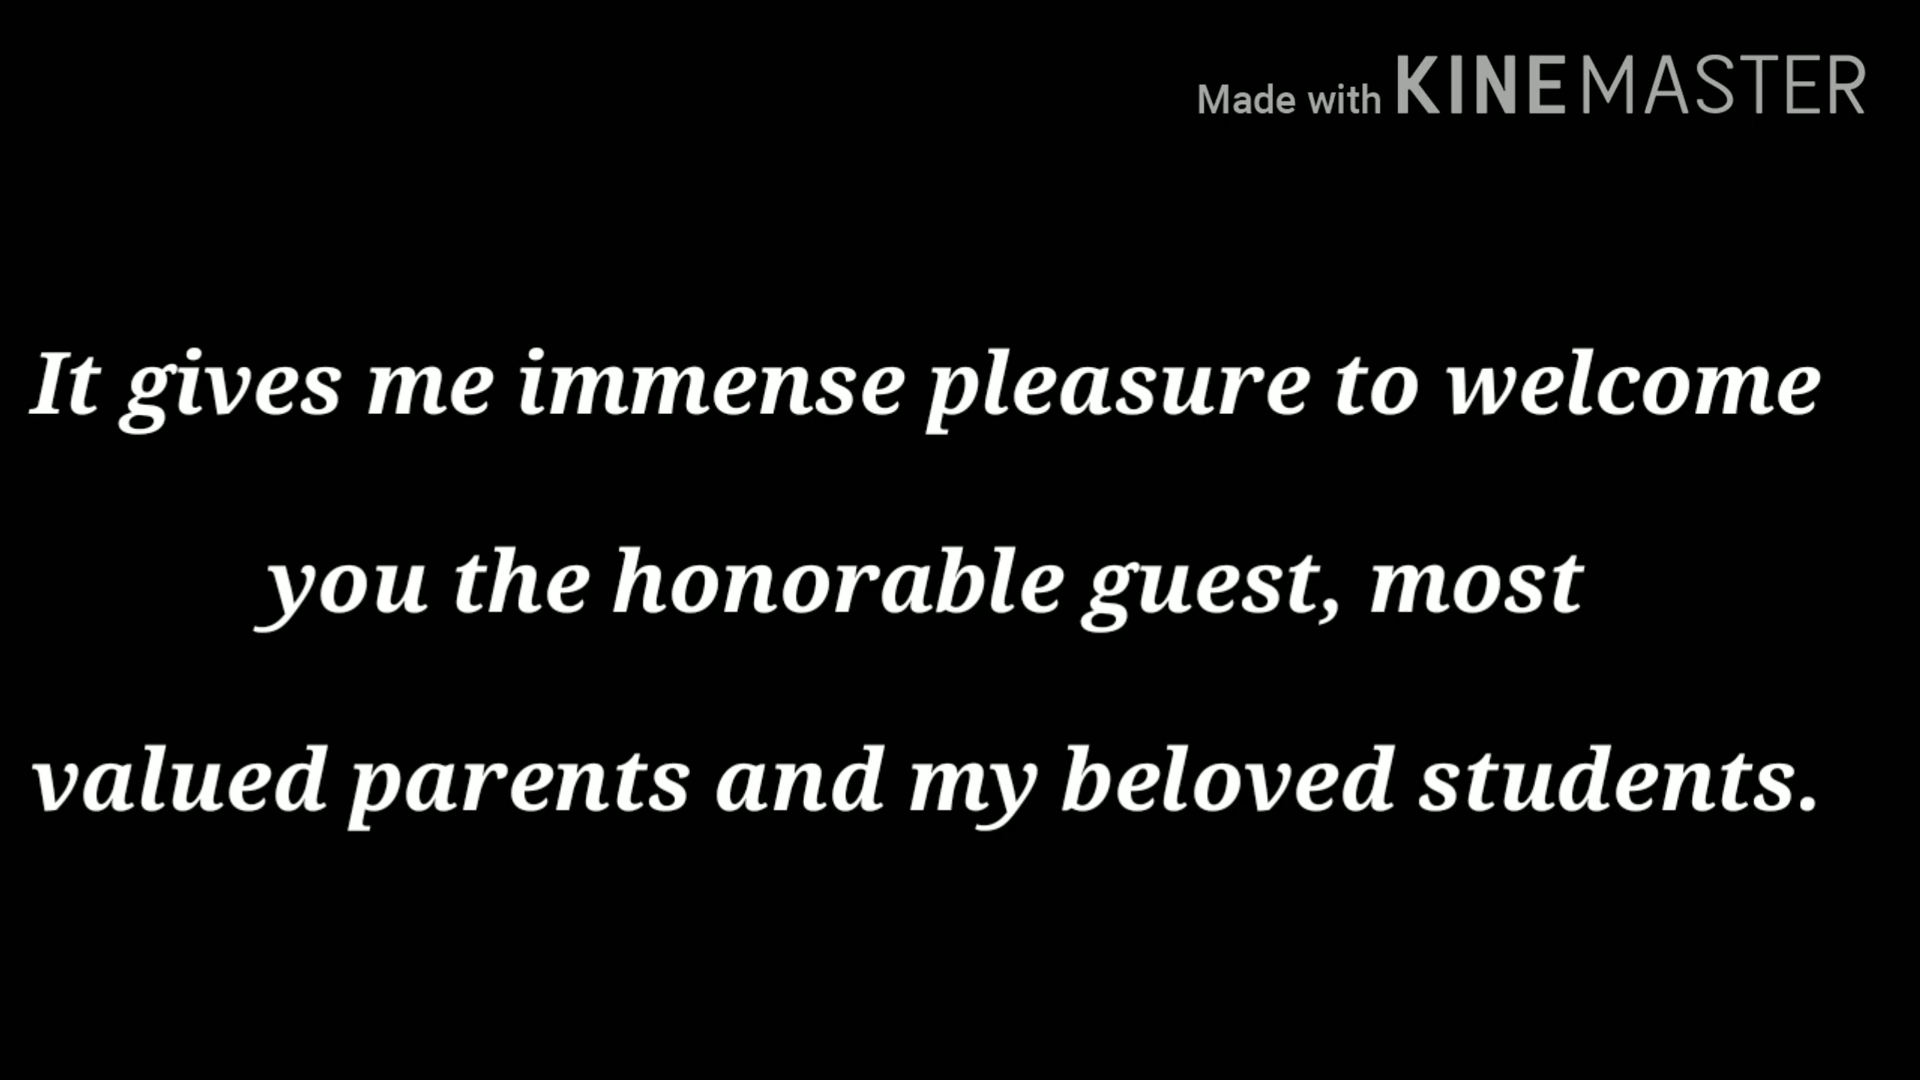 Made with KINEMASTER
It gives me immense pleasure to welcome
you the honorable guest, most
valued parents and my beloved students.